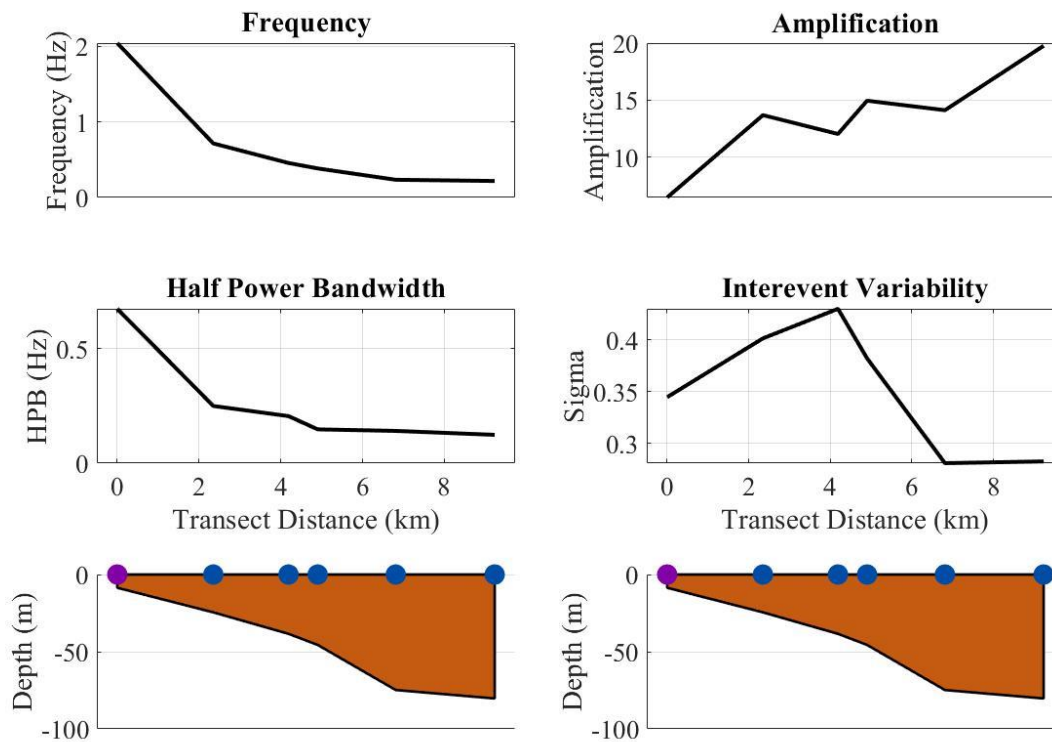 Frequency
Frequency (Hz)
2
1
0
Amplification
Amplification
20
15
10
Half Power Bandwidth
HPB (Hz)
0.5
0
0 2 4 6 8
Transect Distance (km)
Interevent Variability
Sigma
0.4
0.35
0.3
0 2 4 6 8
Transect Distance (km)
Depth (m)
0
-50
-100
Depth (m)
0
-50
-100